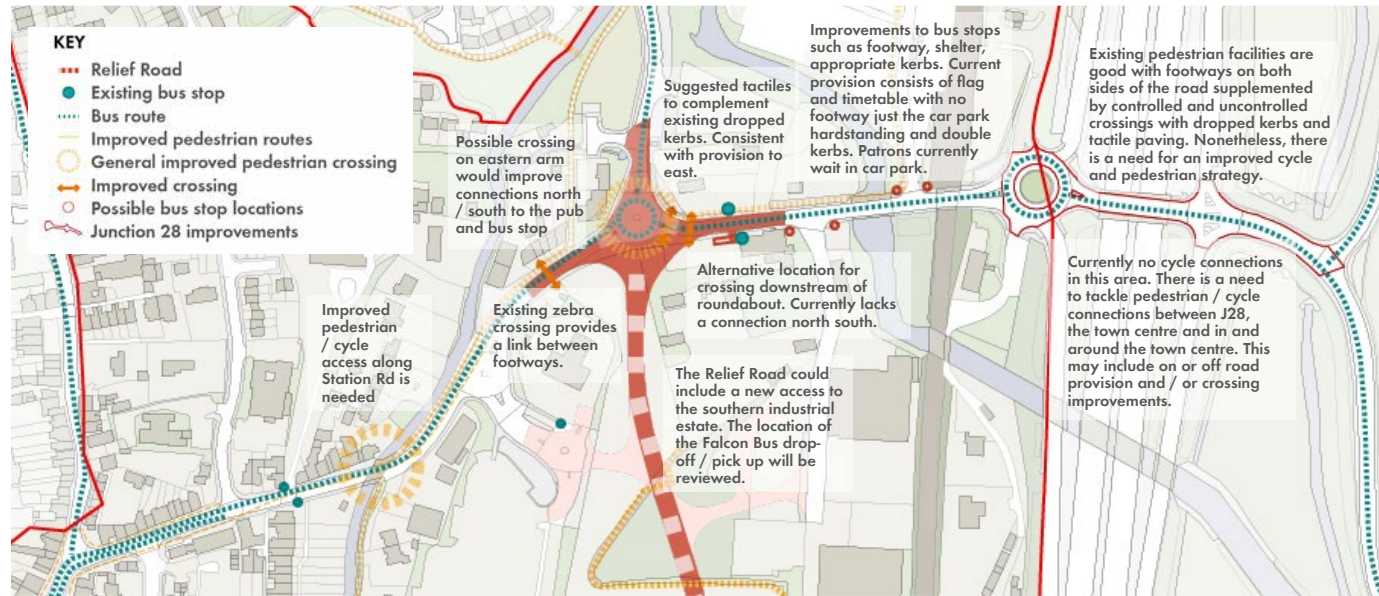 KEY
Relief Road
Existing bus stop
Bus route
Improved pedestrian routes
General improved pedestrian crossing
Improved crossing
Possible bus stop locations
Junction 28 improvements
Possible crossing
on eastern arm
would improve
connections north
/ south to the pub
and bus stop
Suggested tactiles
to complement
existing dropped
kerbs. Consistent
with provision to
east.
Improvements to bus stops
such as footway, shelter,
appropriate kerbs. Current
provision consists of flag
and timetable with no
footway just the car park
hardstanding and double
kerbs. Patrons currently
wait in car park.
Existing pedestrian facilities are
good with footways on both
sides of the road supplemented
by controlled and uncontrolled
crossings with dropped kerbs and
tactile paving. Nonetheless, there
is a need for an improved cycle
and pedestrian strategy.
Improved
pedestrian
/ cycle
access along
Station Rd is
needed
Existing zebra
crossing provides
a link between
footways.
Alternative location for
crossing downstream of
roundabout. Currently lacks
a connection north south.
The Relief Road could
include a new access to
the southern industrial
estate. The location of
the Falcon Bus drop-
off / pick up will be
reviewed.
Currently no cycle connections
in this area. There is a need
to tackle pedestrian / cycle
connections between J28,
the town centre and in and
around the town centre. This
may include on or off road
provision and / or crossing
improvements.